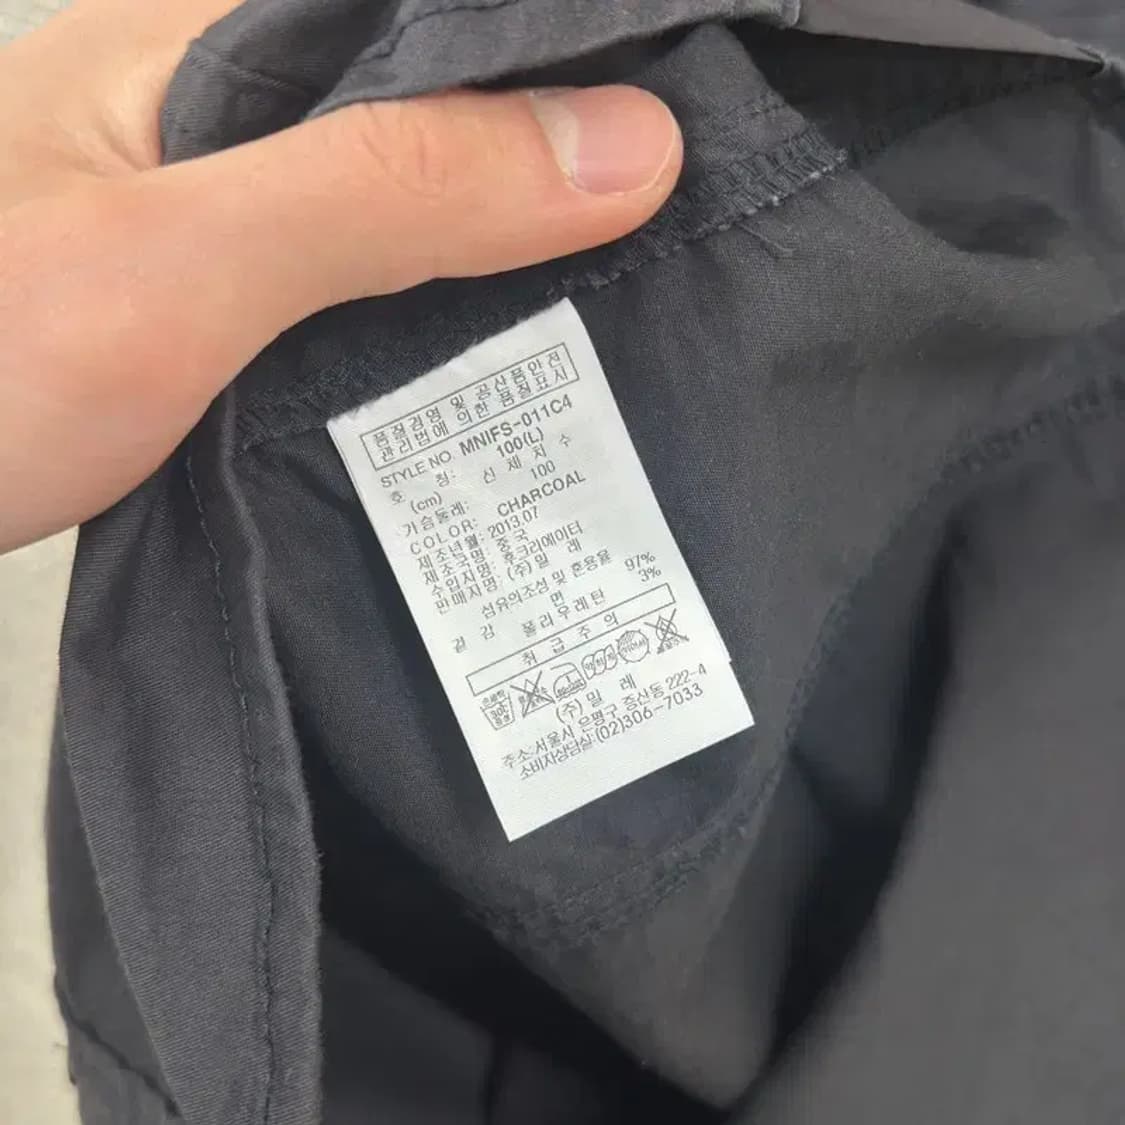 품질경영 및 공산품안전
관리법에 의한 품질표시
STYLE NO. MNIFS-011C4
호 칭: 100(L)
(cm) 신 체 치 수
가슴둘레: 100
COLOR: CHARCOAL
제조년월: 2013.07
제조국명: 중국
수입자명: 크리에이터
판매자명: (주)밀 레
섬유의조성 및 혼용율
겉 감 면 97%
폴리우레탄 3%
취 급 주 의
(주)밀 레
주소:서울시 은평구 증산동 222-4
소비자상담실:(02)306-7033